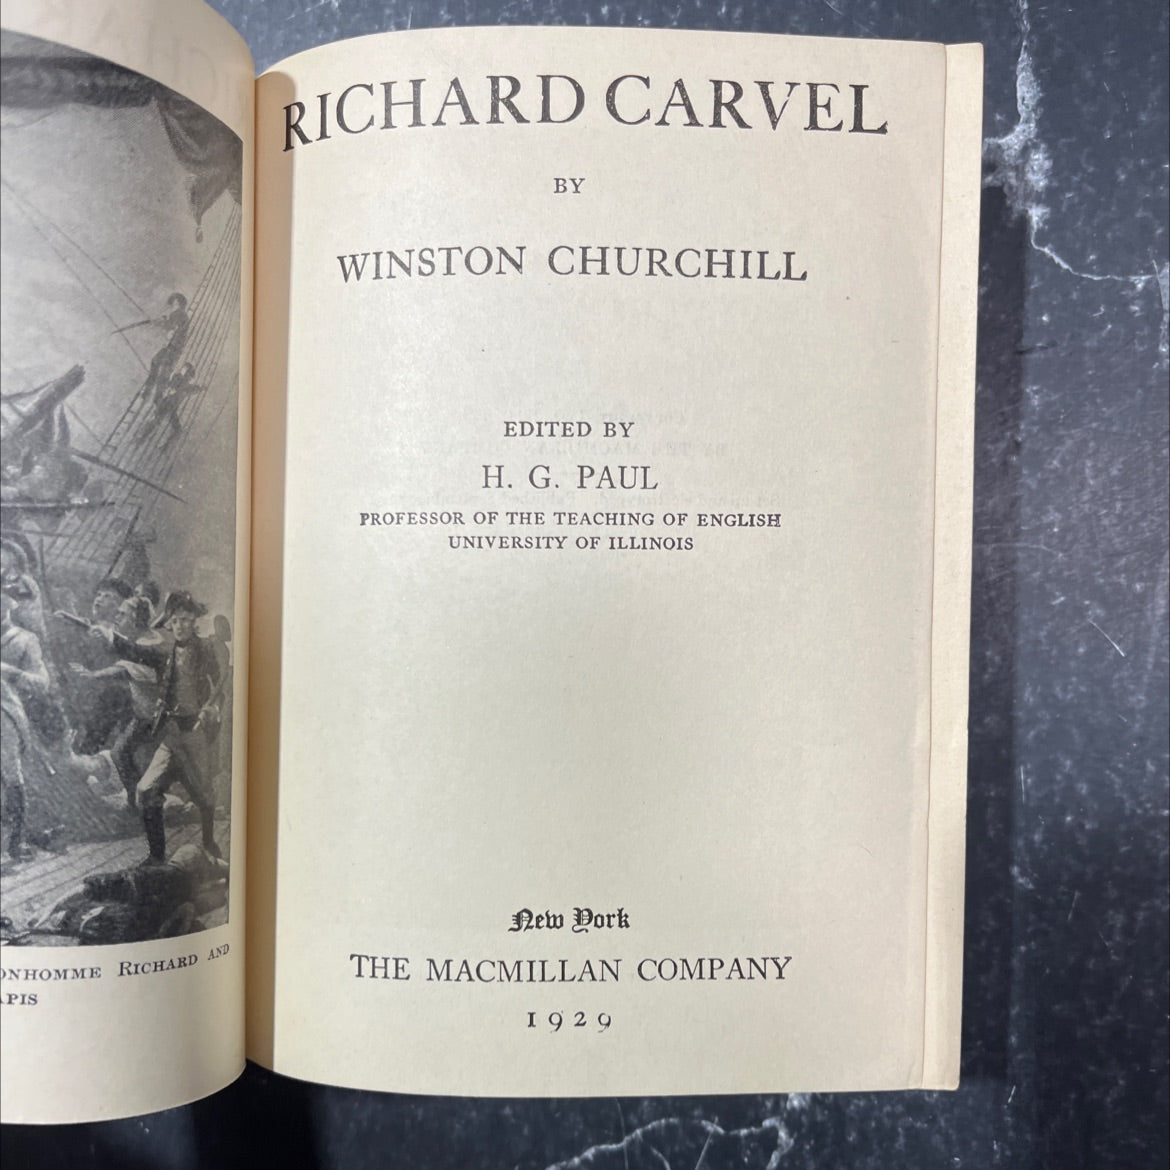 ONHOMME RICHARD AND
APIS
RICHARD CARVEL
BY
WINSTON CHURCHILL
EDITED BY
H. G. PAUL
PROFESSOR OF THE TEACHING OF ENGLISH
UNIVERSITY OF ILLINOIS
New York
THE MACMILLAN COMPANY
1929